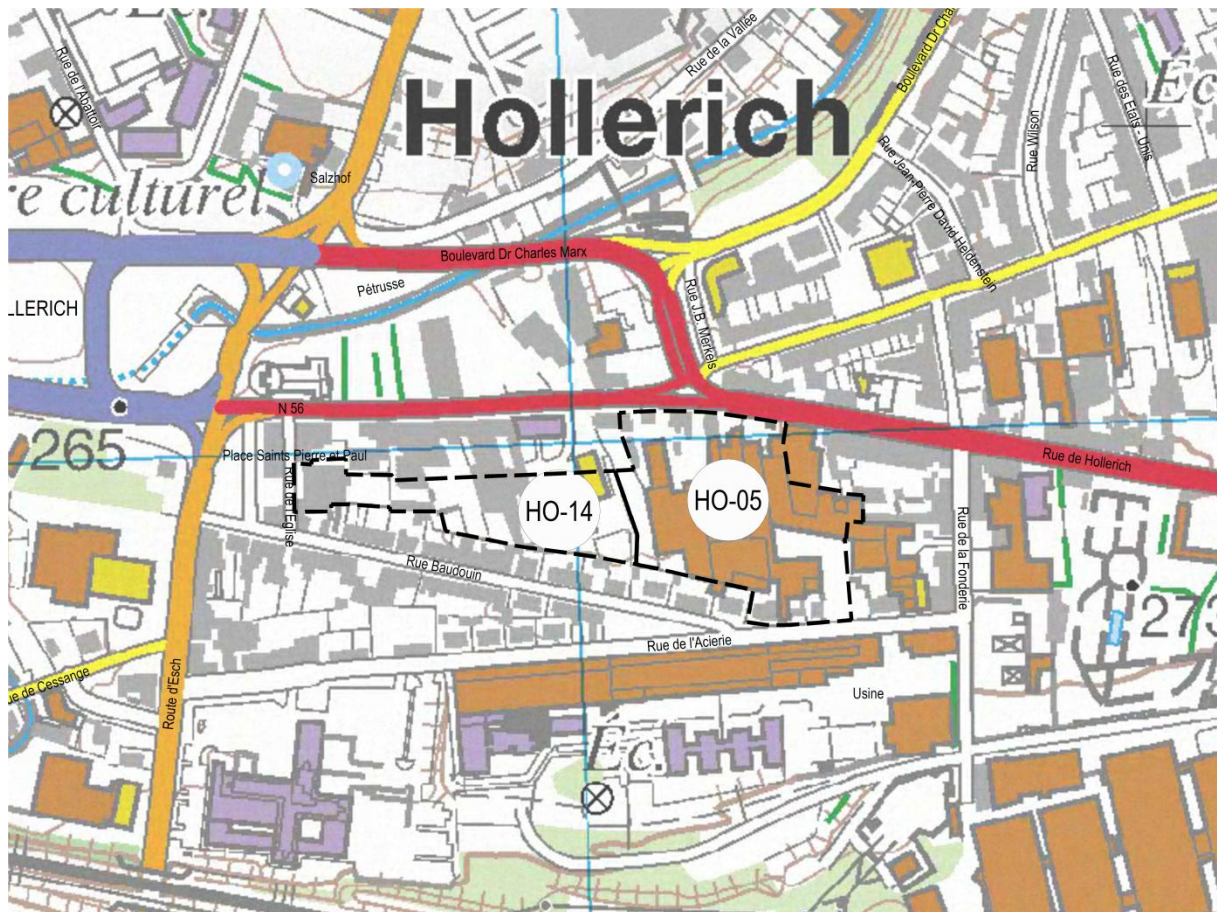 Éc.
Rue de l'Abattoir
Rue de la Vallée
Boulevard Dr Cha
Hollerich
Rue des Etats - Unis
Éc
Rue Wilson
Rue Jean-Pierre David Heldenstein
Salzhof
re culturel
Boulevard Dr Charles Marx
Pétrusse
LLERICH
Rue J.B. Merkels
N 56
265
Place Saints Pierre et Paul
Rue de Hollerich
Rue de l'Eglise
HO-14
HO-05
Rue Baudouin
Rue de la Fonderie
273
Rue de l'Acierie
ue de Cessange
Route d'Esch
Usine
Éc.